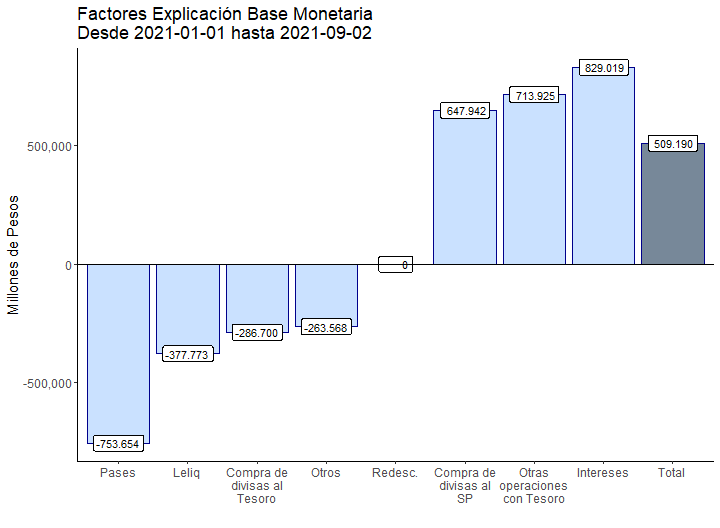 Factores Explicación Base Monetaria
Desde 2021-01-01 hasta 2021-09-02
Millones de Pesos
500,000
0
-500,000
-753.654
-377.773
-286.700
-263.568
0
647.942
713.925
829.019
509.190
Pases
Leliq
Compra de
divisas al
Tesoro
Otros
Redesc.
Compra de
divisas al
SP
Otras
operaciones
con Tesoro
Intereses
Total